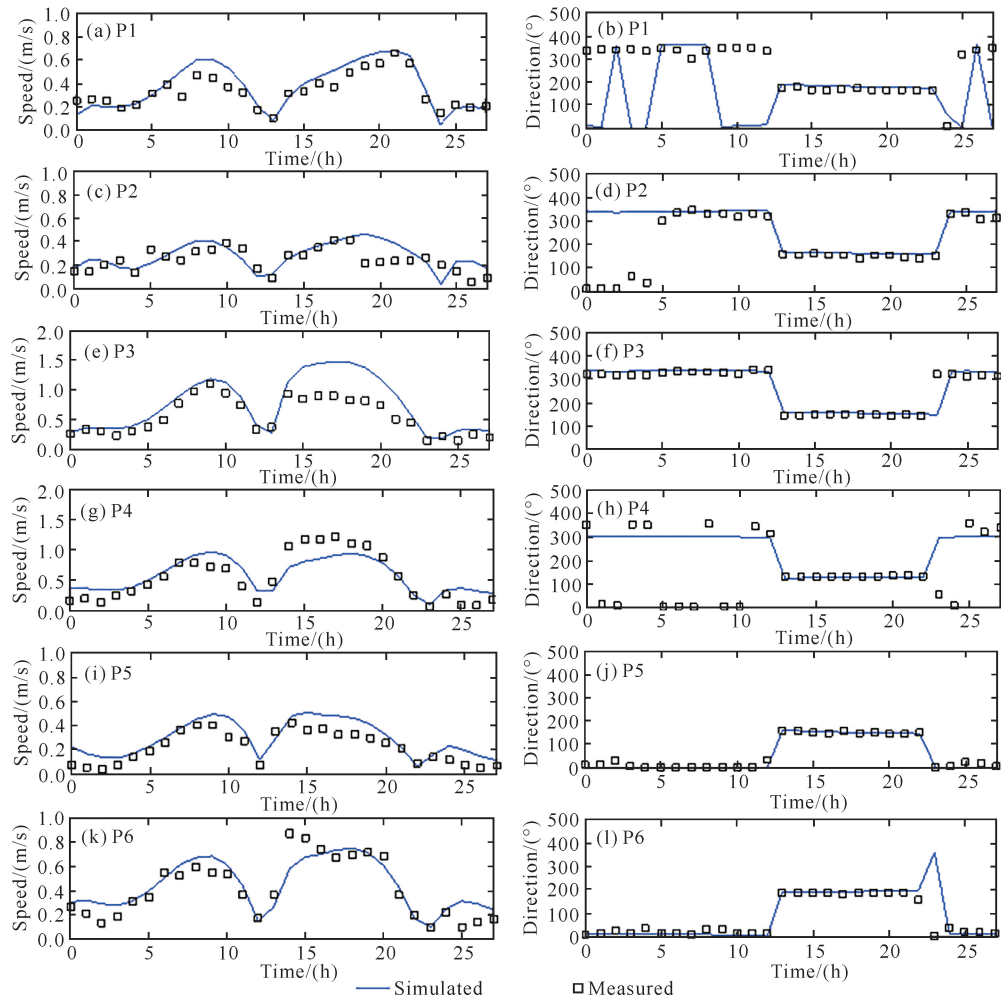 (a) P1
Speed/(m/s)
1.0
0.8
0.6
0.4
0.2
0.0
0 5 10 15 20 25
Time/(h)
(b) P1
Direction/(°)
400
300
200
100
0
0 5 10 15 20 25
Time/(h)
(c) P2
Speed/(m/s)
1.0
0.8
0.6
0.4
0.2
0.0
0 5 10 15 20 25
Time/(h)
(d) P2
Direction/(°)
500
400
300
200
100
0
0 5 10 15 20 25
Time/(h)
(e) P3
Speed/(m/s)
2.0
1.5
1.0
0.5
0.0
0 5 10 15 20 25
Time/(h)
(f) P3
Direction/(°)
500
400
300
200
100
0
0 5 10 15 20 25
Time/(h)
(g) P4
Speed/(m/s)
2.0
1.5
1.0
0.5
0.0
0 5 10 15 20 25
Time/(h)
(h) P4
Direction/(°)
500
400
300
200
100
0
0 5 10 15 20 25
Time/(h)
(i) P5
Speed/(m/s)
1.0
0.8
0.6
0.4
0.2
0.0
0 5 10 15 20 25
Time/(h)
(j) P5
Direction/(°)
500
400
300
200
100
0
0 5 10 15 20 25
Time/(h)
(k) P6
Speed/(m/s)
1.0
0.8
0.6
0.4
0.2
0.0
0 5 10 15 20 25
Time/(h)
(l) P6
Direction/(°)
500
400
300
200
100
0
0 5 10 15 20 25
Time/(h)
Simulated
Measured